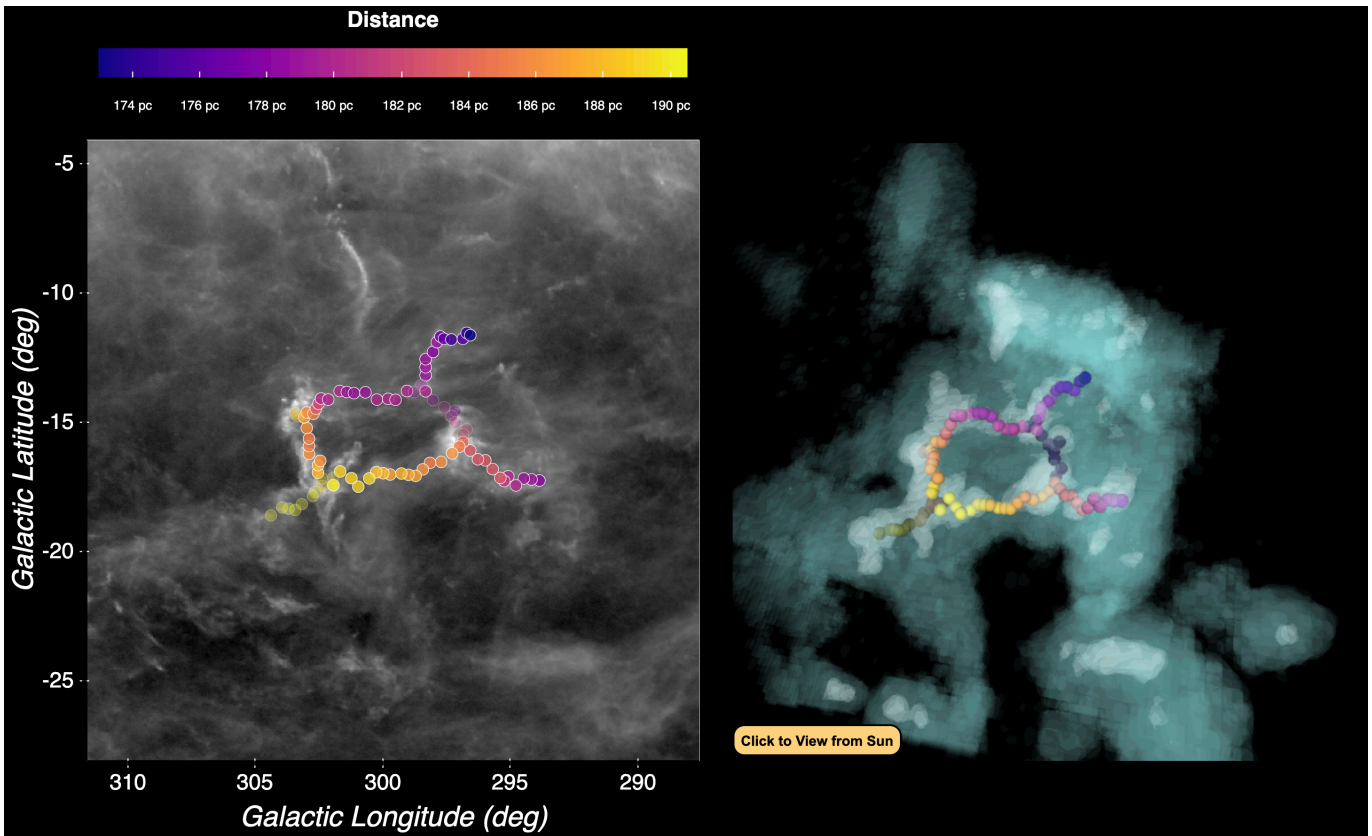 Distance
174 pc 176 pc 178 pc 180 pc 182 pc 184 pc 186 pc 188 pc 190 pc
Galactic Latitude (deg)
-5
-10
-15
-20
-25
310 305 300 295 290
Galactic Longitude (deg)
Click to View from Sun